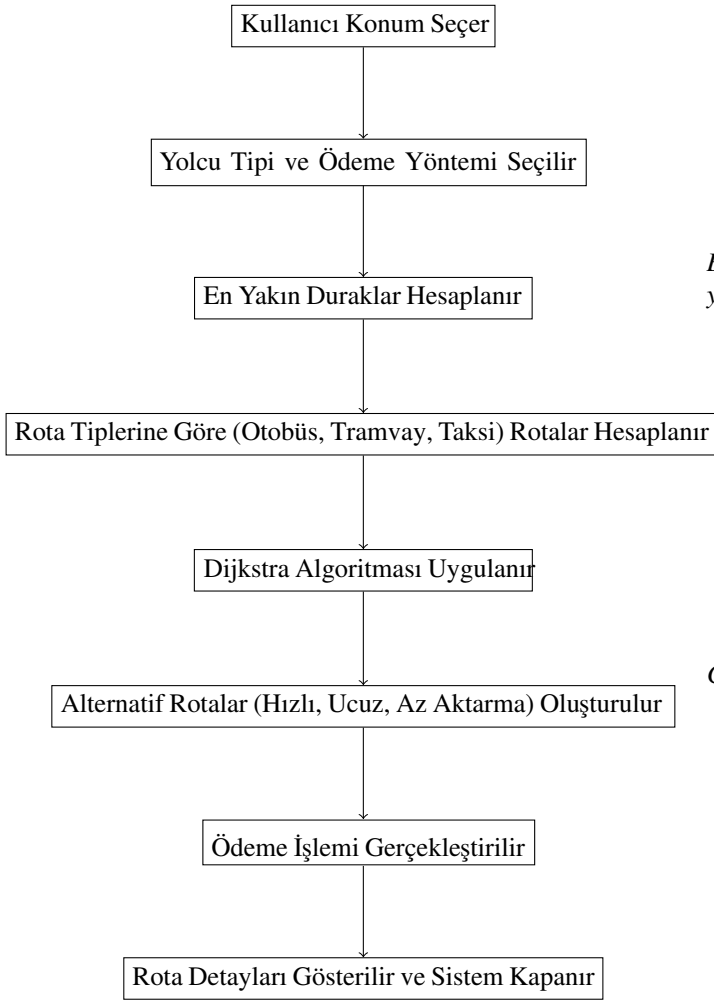 Kullanıcı Konum Seçer
Yolcu Tipi ve Ödeme Yöntemi Seçilir
En Yakın Duraklar Hesaplanır
Rota Tiplerine Göre (Otobüs, Tramvay, Taksi) Rotalar Hesaplanır
Dijkstra Algoritması Uygulanır
Alternatif Rotalar (Hızlı, Ucuz, Az Aktarma) Oluşturulur
Ödeme İşlemi Gerçekleştirilir
Rota Detayları Gösterilir ve Sistem Kapanır